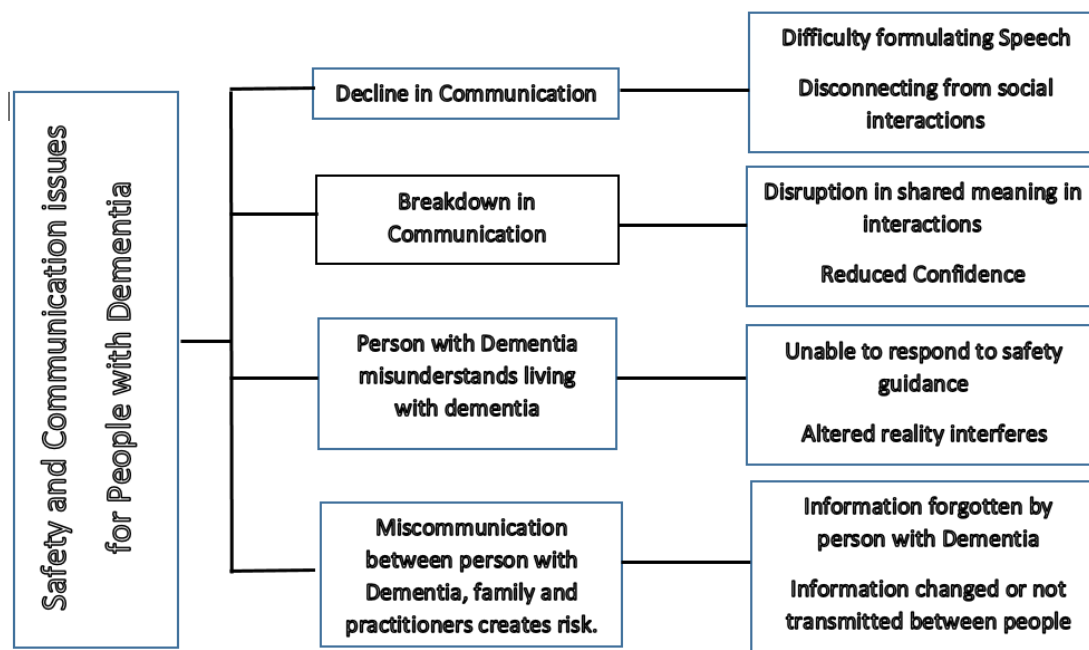 Safety and Communication issues
for People with Dementia
Decline in Communication
Difficulty formulating Speech
Disconnecting from social
interactions
Breakdown in
Communication
Disruption in shared meaning in
interactions
Reduced Confidence
Person with Dementia
misunderstands living
with dementia
Unable to respond to safety
guidance
Altered reality interferes
Miscommunication
between person with
Dementia, family and
practitioners creates risk.
Information forgotten by
person with Dementia
Information changed or not
transmitted between people